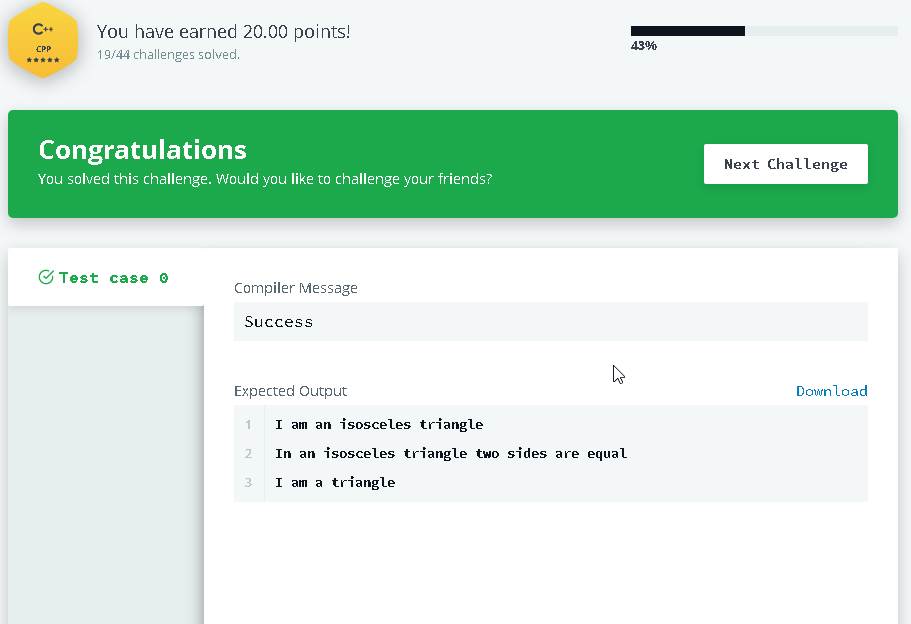 C++
CPP
★★★★★
You have earned 20.00 points!
19/44 challenges solved.
43%
Congratulations
You solved this challenge. Would you like to challenge your friends?
Next Challenge
Test case 0
Compiler Message
Success
Expected Output
Download
1 I am an isosceles triangle
2 In an isosceles triangle two sides are equal
3 I am a triangle